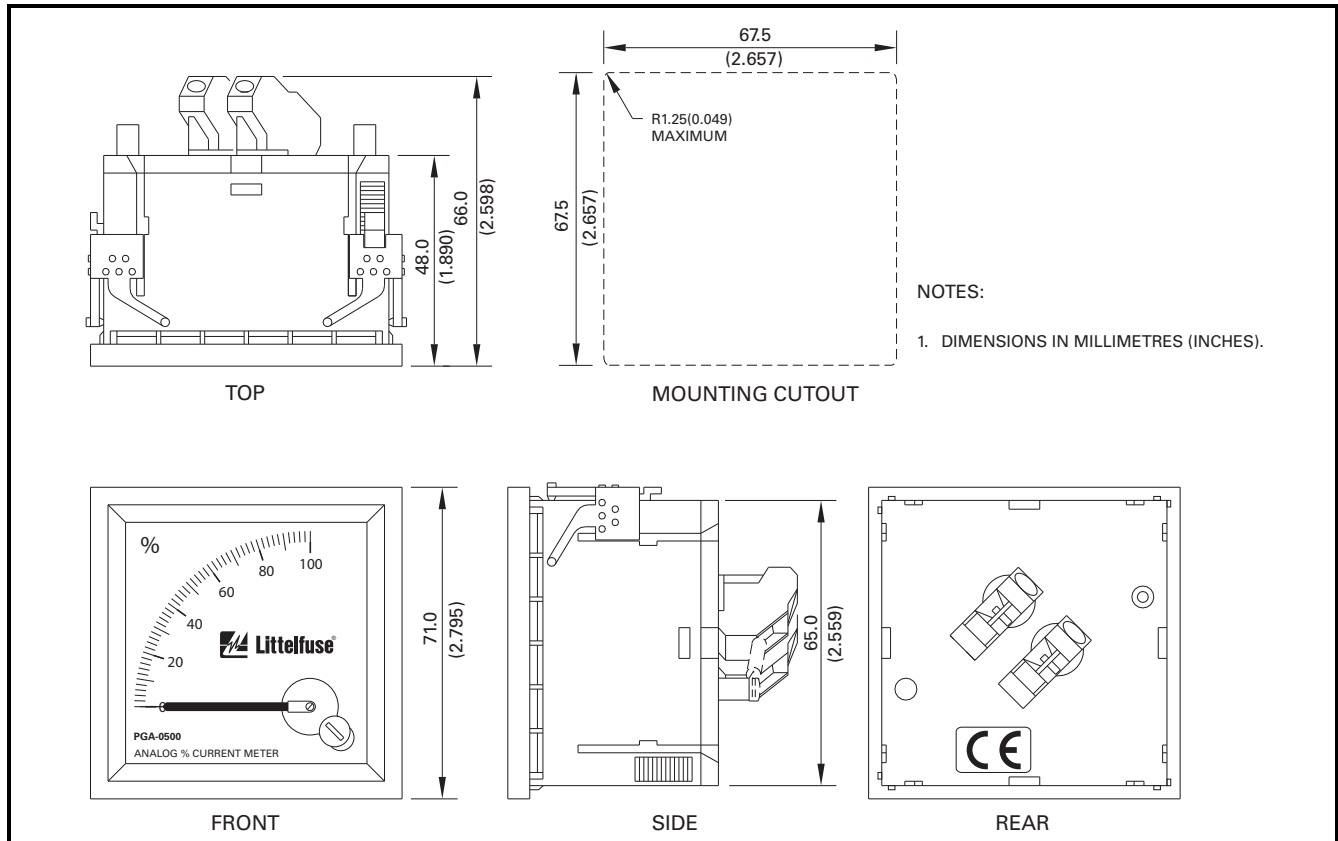 67.5
(2.657)
R1.25(0.049)
MAXIMUM
48.0
(1.890)
66.0
(2.598)
67.5
(2.657)
NOTES:
1. DIMENSIONS IN MILLIMETRES (INCHES).
TOP
MOUNTING CUTOUT
%
20
40
60
80
100
Littelfuse®
PGA-0500
ANALOG % CURRENT METER
71.0
(2.795)
65.0
(2.559)
CE
FRONT
SIDE
REAR